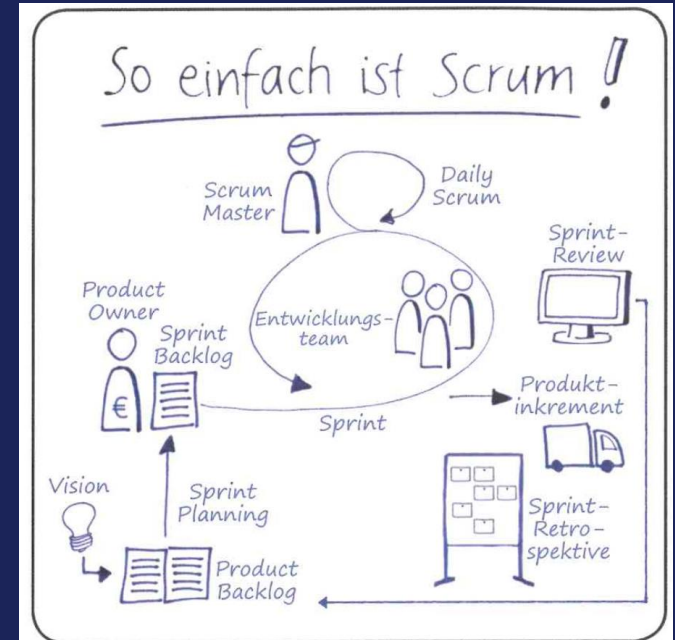 So einfach ist Scrum!
Scrum
Master
Daily
Scrum
Sprint-
Review
Product
Owner
Sprint
Backlog
Entwicklungs-
team
€
Sprint
Produkt-
inkrement
Vision
Sprint
Planning
Sprint-
Retro-
spektive
Product
Backlog